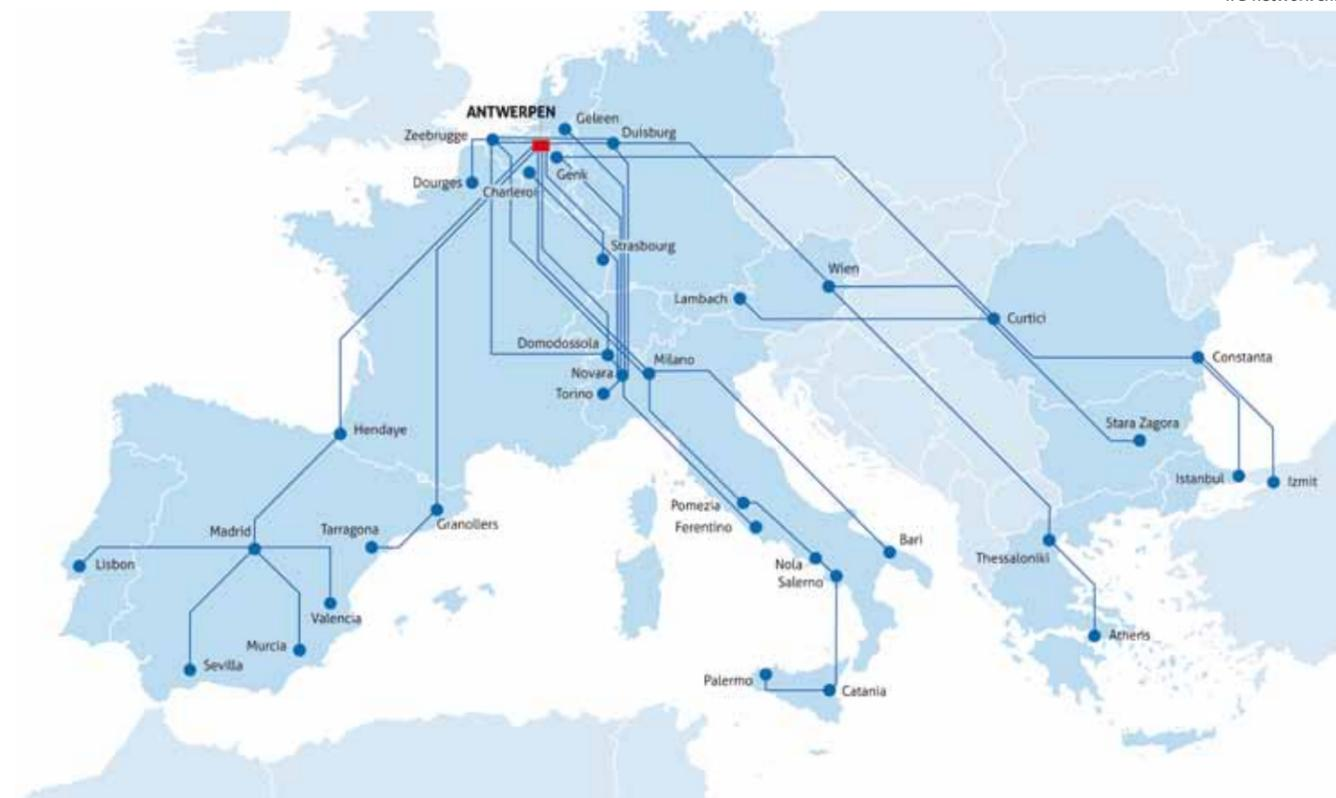 ANTWERPEN
Geleen
Zeebrugge
Duisburg
Dourges
Charleroi
Genk
Strasbourg
Wien
Lambach
Curtici
Domodossola
Milano
Constanta
Novara
Torino
Stara Zagora
Hendaye
Istanbul
Izmit
Pomezia
Granollers
Ferentino
Tarragona
Madrid
Bari
Thessaloniki
Lisbon
Nola
Salerno
Valencia
Athens
Murcia
Sevilla
Palermo
Catania